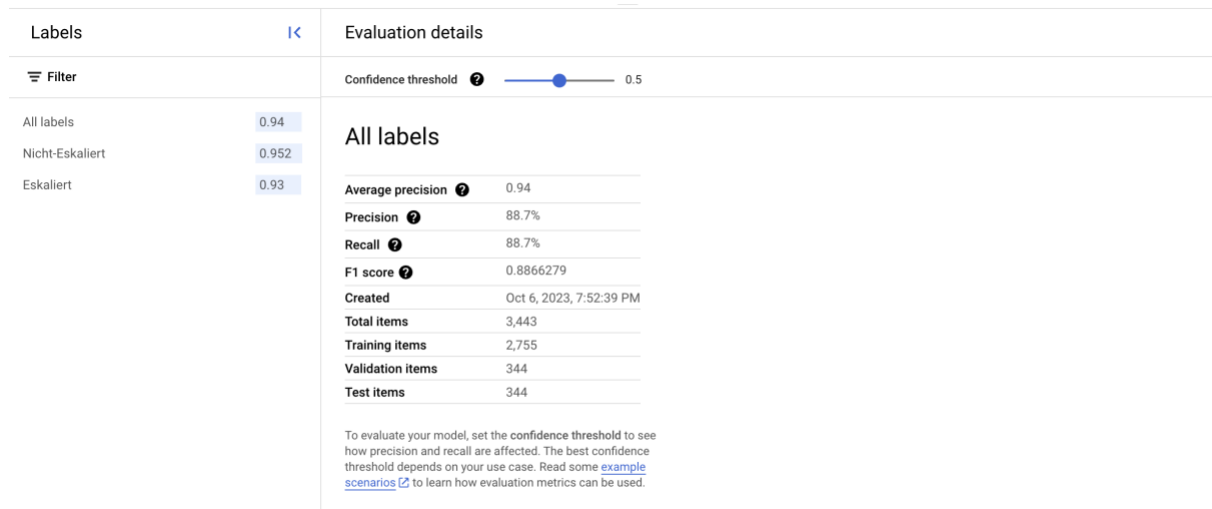 Labels
Evaluation details
Filter
Confidence threshold 0.5
All labels 0.94
Nicht-Eskaliert 0.952
Eskaliert 0.93
All labels
Average precision 0.94
Precision 88.7%
Recall 88.7%
F1 score 0.8866279
Created Oct 6, 2023, 7:52:39 PM
Total items 3,443
Training items 2,755
Validation items 344
Test items 344
To evaluate your model, set the confidence threshold to see
how precision and recall are affected. The best confidence
threshold depends on your use case. Read some example
scenarios to learn how evaluation metrics can be used.